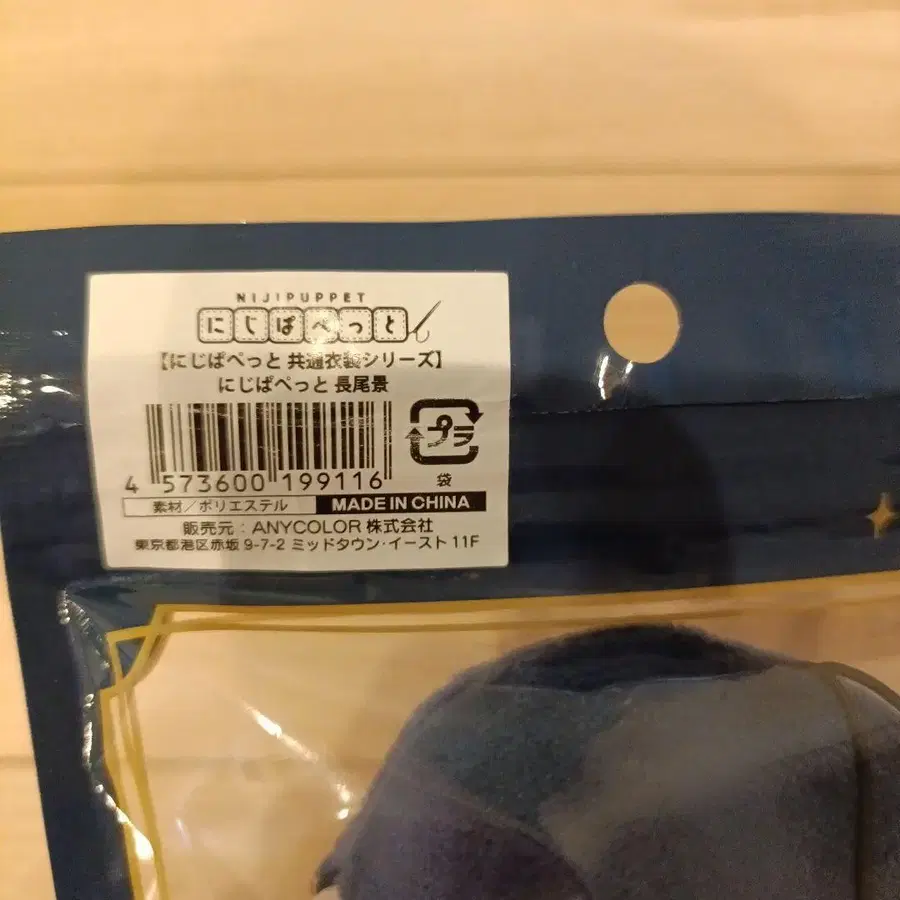 NIJIPUPPET
にじぱぺっと
【にじぱぺっと 共通衣装シリーズ】
にじぱぺっと 長尾景
プラ
袋
4 573600 199116
素材/ポリエステル
MADE IN CHINA
販売元:ANYCOLOR 株式会社
東京都港区赤坂 9-7-2 ミッドタウン・イースト 11F